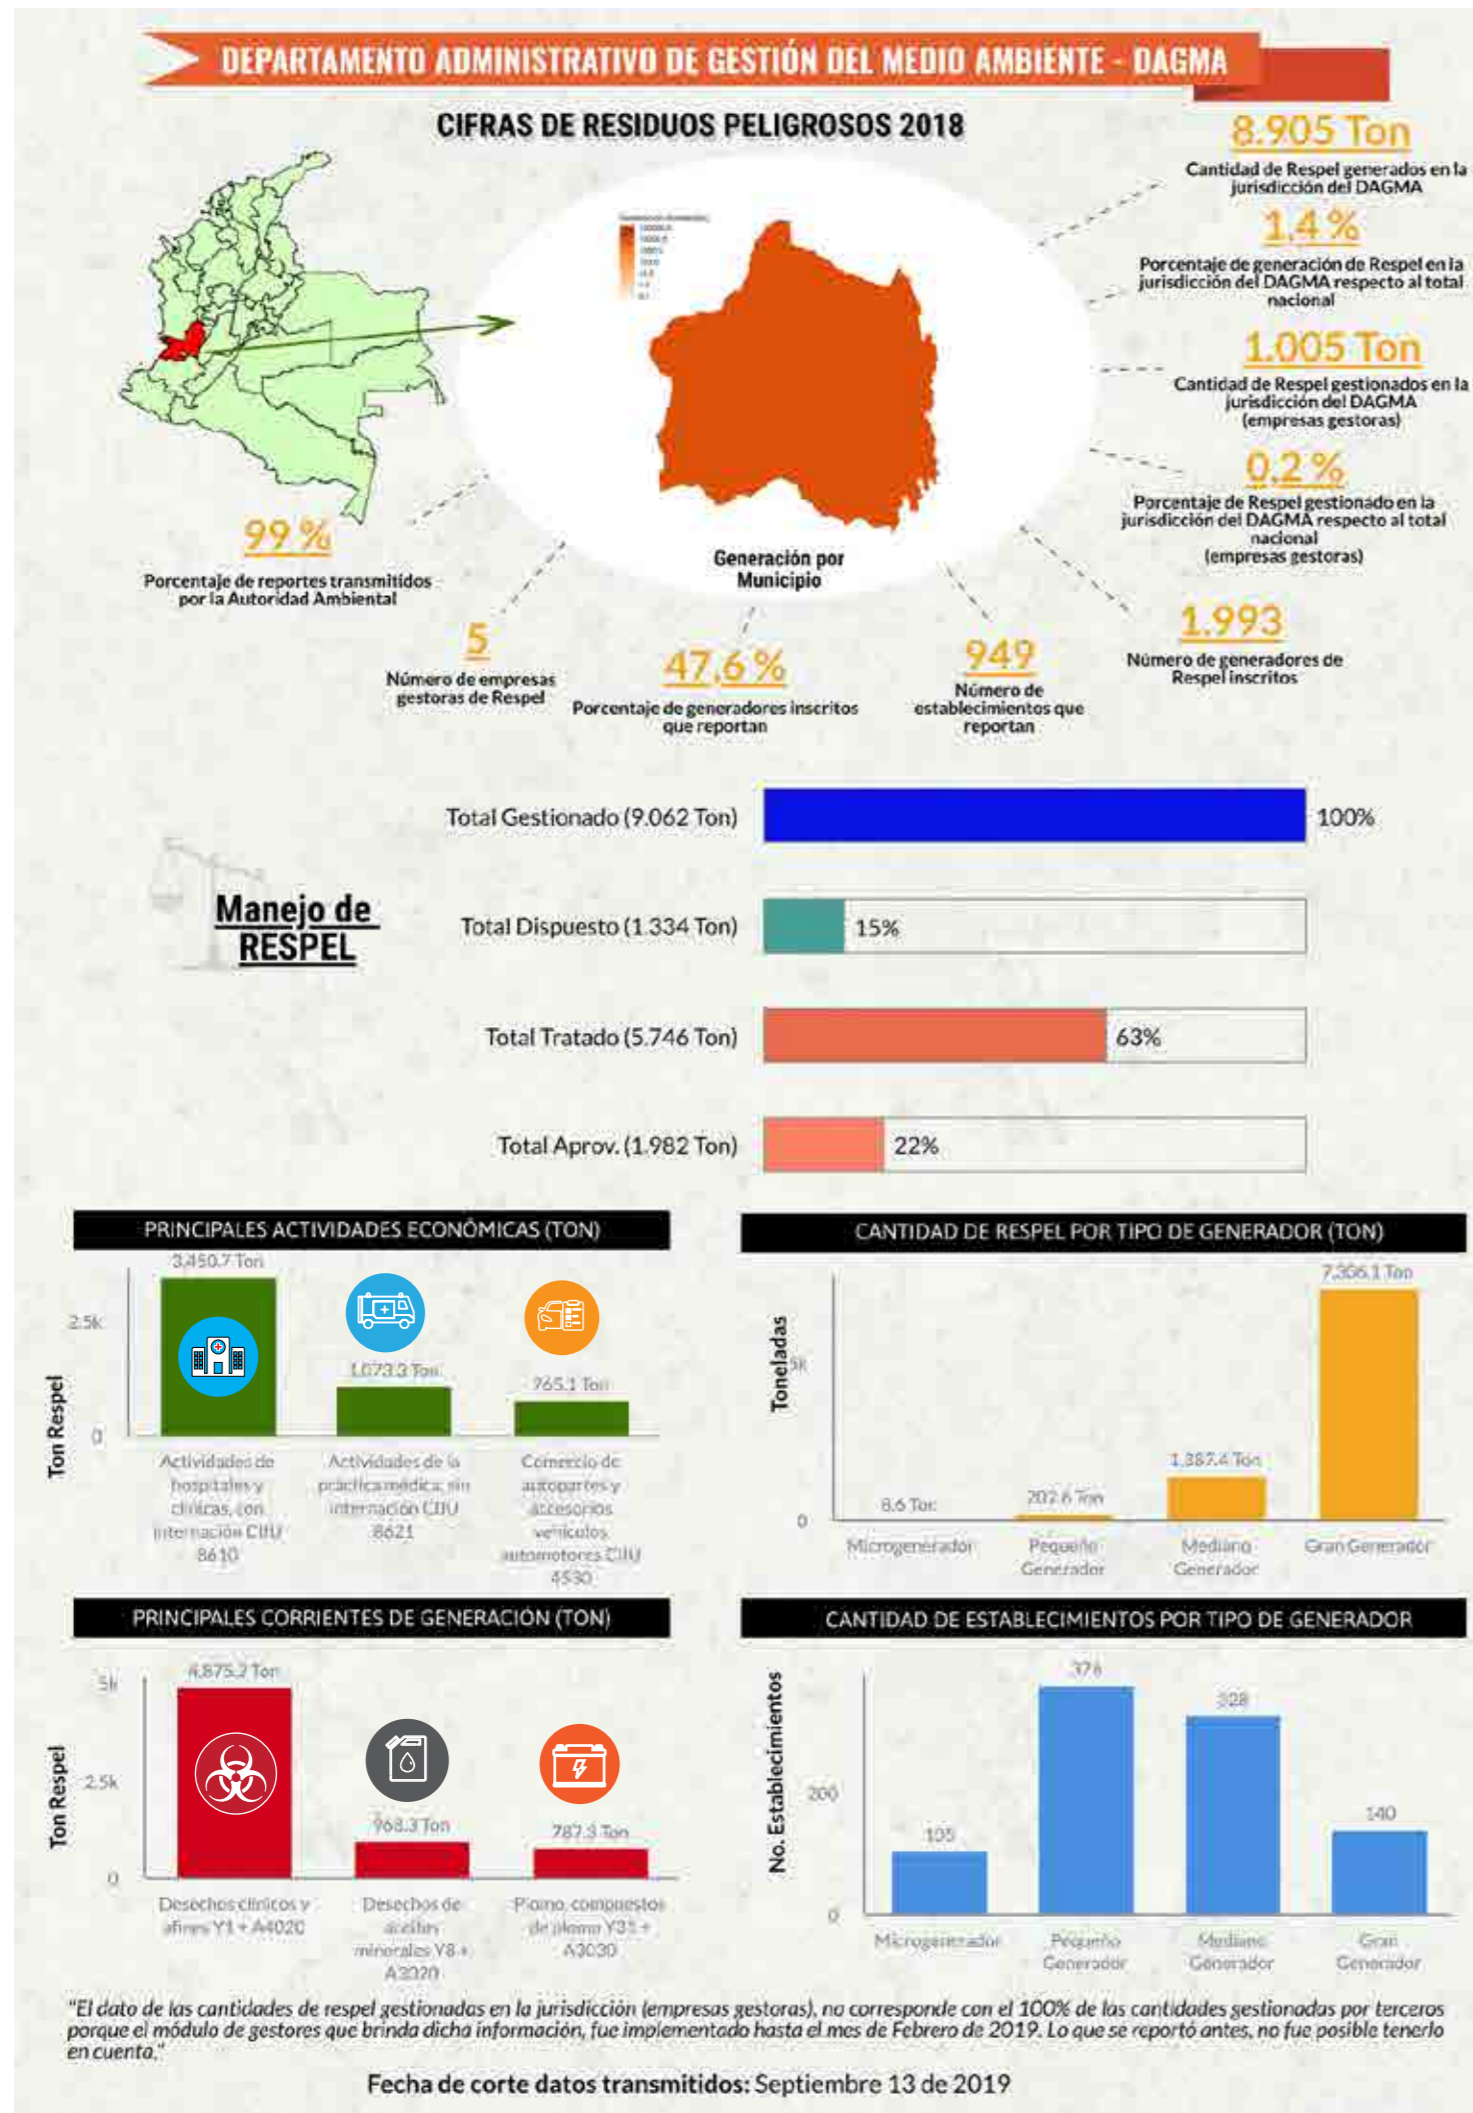 DEPARTAMENTO ADMINISTRATIVO DE GESTIÓN DEL MEDIO AMBIENTE - DAGMA
CIFRAS DE RESIDUOS PELIGROSOS 2018
8.905 Ton
Cantidad de Respel generados en la
jurisdicción del DAGMA
1,4 %
Porcentaje de generación de Respel en la
jurisdicción del DAGMA respecto al total
nacional
1.005 Ton
Cantidad de Respel gestionados en la
jurisdicción del DAGMA
(empresas gestoras)
0,2 %
Porcentaje de Respel gestionado en la
jurisdicción del DAGMA respecto al total
nacional
(empresas gestoras)
1.993
Número de generadores de
Respel inscritos
949
Número de
establecimientos que
reportan
47,6 %
Porcentaje de generadores inscritos
que reportan
5
Número de empresas
gestoras de Respel
99 %
Porcentaje de reportes transmitidos
por la Autoridad Ambiental
Generación por
Municipio
Manejo de
RESPEL
Total Gestionado (9.062 Ton)
100%
Total Dispuesto (1.334 Ton)
15%
Total Tratado (5.746 Ton)
63%
Total Aprov. (1.982 Ton)
22%
PRINCIPALES ACTIVIDADES ECONÓMICAS (TON)
Ton Respel
2.5k
0
3,450.7 Ton
1,073.3 Ton
765.1 Ton
Actividades de
hospitales y
clínicas, con
internación CIIU
8610
Actividades de la
práctica médica, sin
internación CIIU
8621
Comercio de
autopartes y
accesorios
vehículos
automotores CIIU
4530
CANTIDAD DE RESPEL POR TIPO DE GENERADOR (TON)
Toneladas
5k
0
8.6 Ton
202.6 Ton
1,387.4 Ton
7,306.1 Ton
Microgenerador
Pequeño
Generador
Mediano
Generador
Gran Generador
PRINCIPALES CORRIENTES DE GENERACIÓN (TON)
Ton Respel
5k
2.5k
0
4,875.2 Ton
968.3 Ton
787.3 Ton
Desechos clínicos y
afines Y1 + A4020
Desechos de
aceites
minerales Y8 +
A3020
Plomo, compuestos
de plomo Y31 +
A3030
CANTIDAD DE ESTABLECIMIENTOS POR TIPO DE GENERADOR
No. Establecimientos
200
0
105
376
328
140
Microgenerador
Pequeño
Generador
Mediano
Generador
Gran
Generador
"El dato de las cantidades de respel gestionadas en la jurisdicción (empresas gestoras), no corresponde con el 100% de las cantidades gestionadas por terceros
porque el módulo de gestores que brinda dicha información, fue implementado hasta el mes de Febrero de 2019. Lo que se reportó antes, no fue posible tenerlo
en cuenta."
Fecha de corte datos transmitidos: Septiembre 13 de 2019